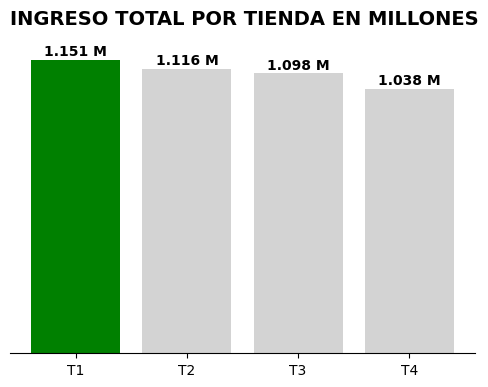 INGRESO TOTAL POR TIENDA EN MILLONES
1.151 M
1.116 M
1.098 M
1.038 M
T1
T2
T3
T4